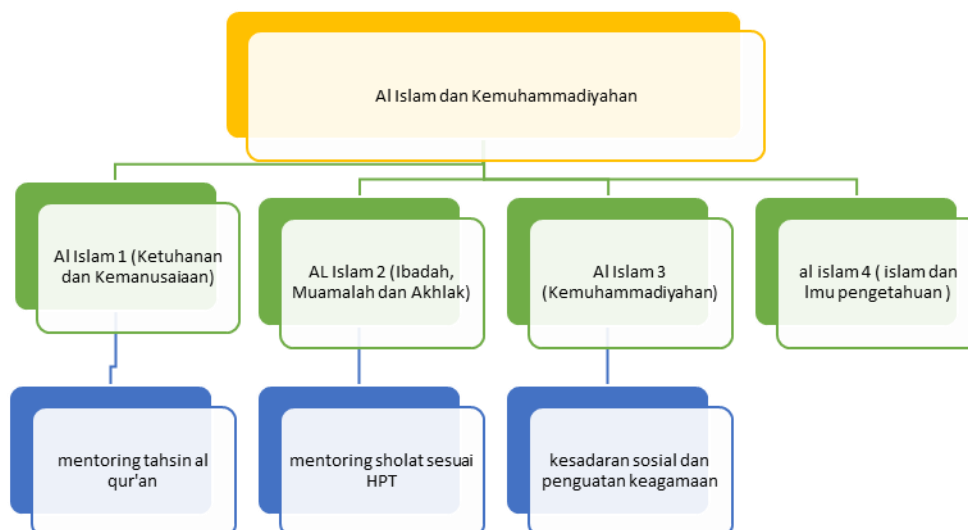 Al Islam dan Kemuhammadiyahan
Al Islam 1 (Ketuhanan
dan Kemanusaiaan)
AL Islam 2 (Ibadah,
Muamalah dan Akhlak)
Al Islam 3
(Kemuhammadiyahan)
al islam 4 ( islam dan
lmu pengetahuan )
mentoring tahsin al
qur'an
mentoring sholat sesuai
HPT
kesadaran sosial dan
penguatan keagamaan